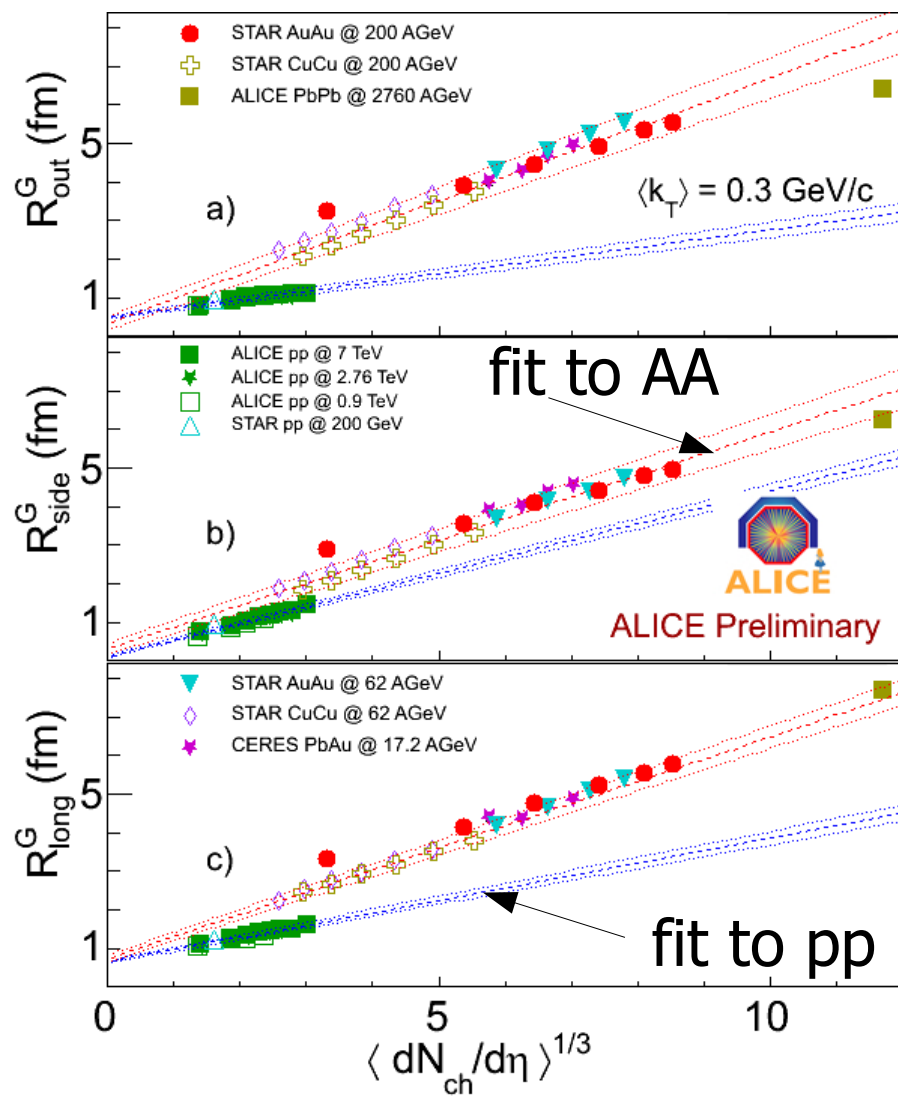 STAR AuAu @ 200 AGeV
STAR CuCu @ 200 AGeV
ALICE PbPb @ 2760 AGeV
R^G_out (fm)
5
1
a)
⟨k_T⟩ = 0.3 GeV/c
ALICE pp @ 7 TeV
ALICE pp @ 2.76 TeV
ALICE pp @ 0.9 TeV
STAR pp @ 200 GeV
fit to AA
R^G_side (fm)
5
1
b)
ALICE
ALICE Preliminary
STAR AuAu @ 62 AGeV
STAR CuCu @ 62 AGeV
CERES PbAu @ 17.2 AGeV
R^G_long (fm)
5
1
c)
fit to pp
0 5 10
⟨ dN_ch/dη ⟩^1/3